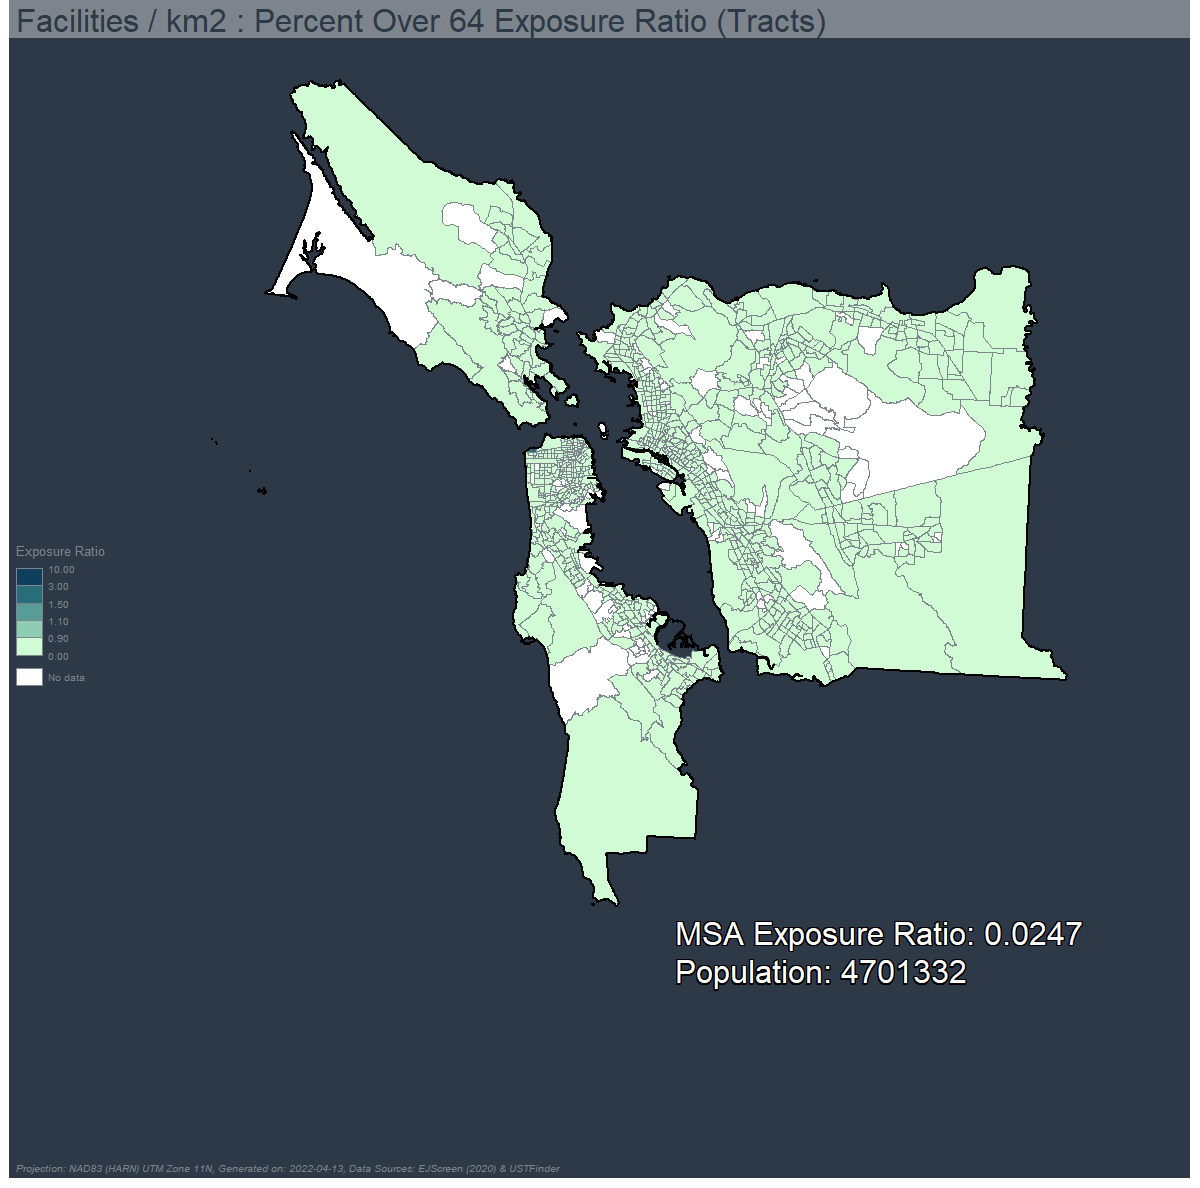 Facilities / km2 : Percent Over 64 Exposure Ratio (Tracts)
Exposure Ratio
10.00
3.00
1.50
1.10
0.90
0.00
No data
MSA Exposure Ratio: 0.0247
Population: 4701332
Projection: NAD83 (HARN) UTM Zone 11N, Generated on: 2022-04-13, Data Sources: EJScreen (2020) & USTFinder